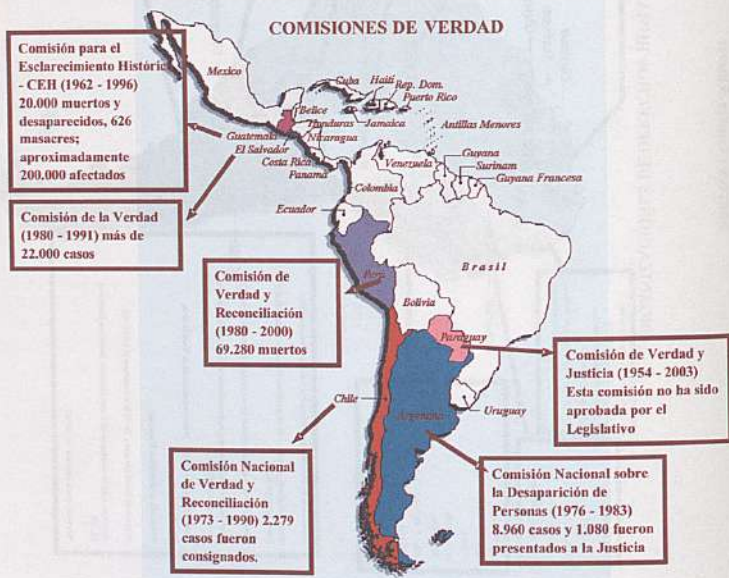 COMISIONES DE VERDAD
Comisión para el
Esclarecimiento Históric
- CEH (1962 - 1996)
20.000 muertos y
desaparecidos, 626
masacres;
aproximadamente
200.000 afectados
Mexico
Cuba
Haití
Rep. Dom.
Puerto Rico
Belice
Honduras
Jamaica
Antillas Menores
Guatemala
Nicaragua
El Salvador
Costa Rica
Panamá
Venezuela
Guyana
Surinam
Guyana Francesa
Colombia
Ecuador
Comisión de la Verdad
(1980 - 1991) más de
22.000 casos
Brasil
Perú
Comisión de
Verdad y
Reconciliación
(1980 - 2000)
69.280 muertos
Bolivia
Paraguay
Comisión de Verdad y
Justicia (1954 - 2003)
Esta comisión no ha sido
aprobada por el
Legislativo
Chile
Argentina
Uruguay
Comisión Nacional
de Verdad y
Reconciliación
(1973 - 1990) 2.279
casos fueron
consignados.
Comisión Nacional sobre
la Desaparición de
Personas (1976 - 1983)
8.960 casos y 1.080 fueron
presentados a la Justicia